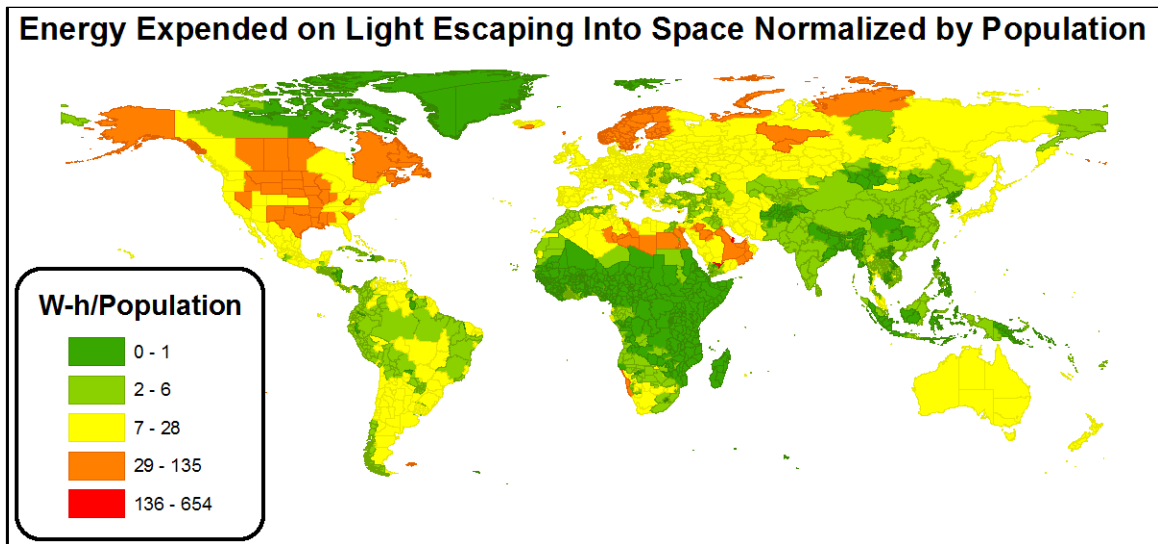 Energy Expended on Light Escaping Into Space Normalized by Population
W-h/Population
0 - 1
2 - 6
7 - 28
29 - 135
136 - 654